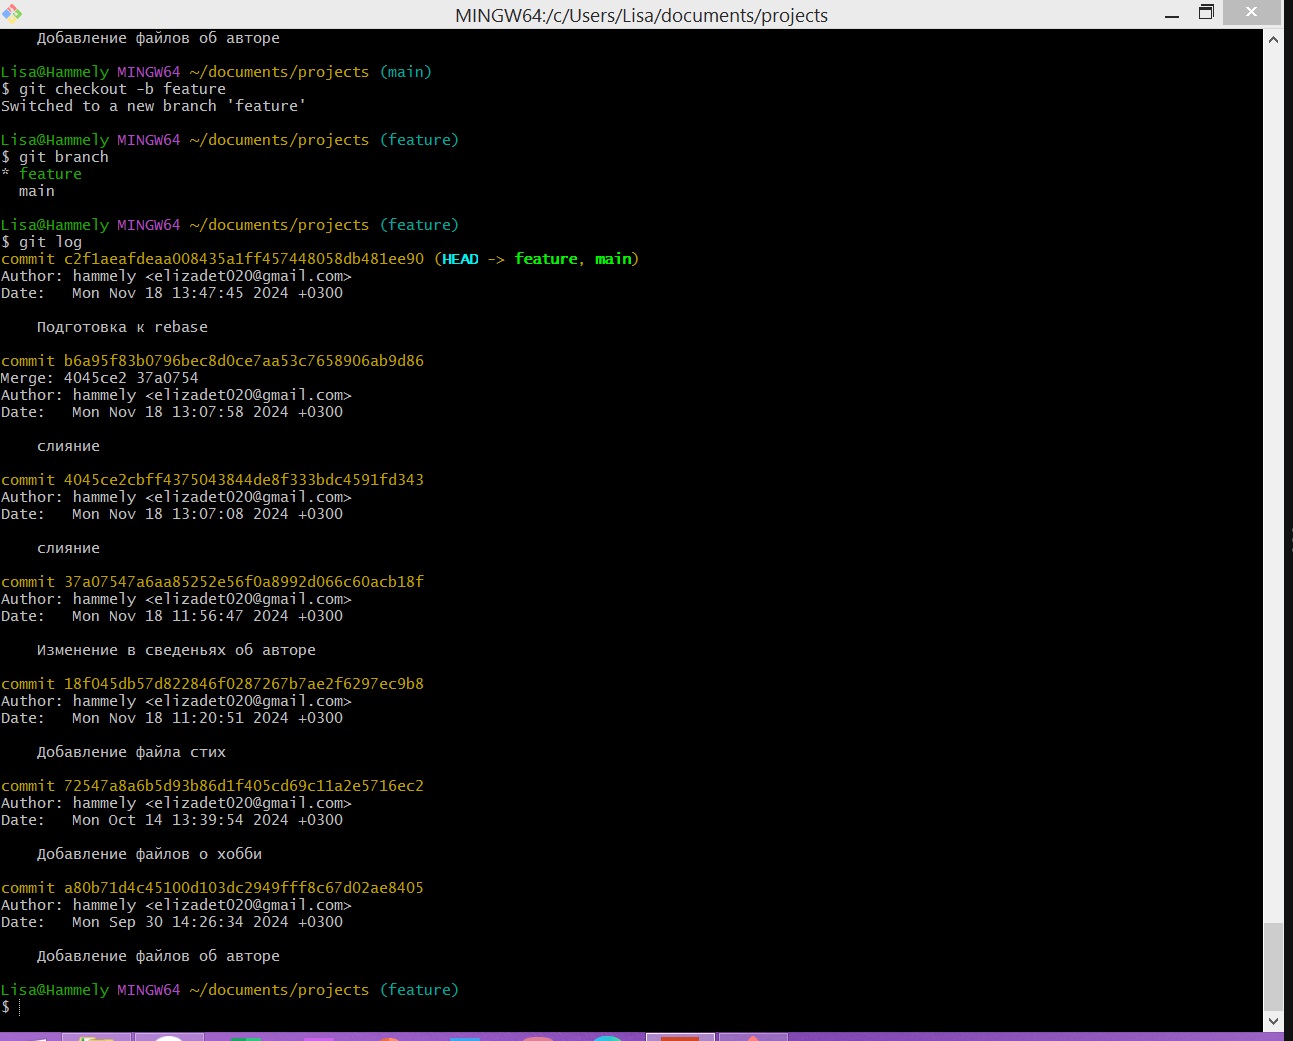 MINGW64:/c/Users/Lisa/documents/projects
Добавление файлов об авторе
Lisa@Hammely MINGW64 ~/documents/projects (main)
$ git checkout -b feature
Switched to a new branch 'feature'
Lisa@Hammely MINGW64 ~/documents/projects (feature)
$ git branch
* feature
main
Lisa@Hammely MINGW64 ~/documents/projects (feature)
$ git log
commit c2f1aeafdeaa008435a1ff457448058db481ee90 (HEAD -> feature, main)
Author: hammely <elizadet020@gmail.com>
Date:   Mon Nov 18 13:47:45 2024 +0300
Подготовка к rebase
commit b6a95f83b0796bec8d0ce7aa53c7658906ab9d86
Merge: 4045ce2 37a0754
Author: hammely <elizadet020@gmail.com>
Date:   Mon Nov 18 13:07:58 2024 +0300
слияние
commit 4045ce2cbff4375043844de8f333bdc4591fd343
Author: hammely <elizadet020@gmail.com>
Date:   Mon Nov 18 13:07:08 2024 +0300
слияние
commit 37a07547a6aa85252e56f0a8992d066c60acb18f
Author: hammely <elizadet020@gmail.com>
Date:   Mon Nov 18 11:56:47 2024 +0300
Изменение в сведеньях об авторе
commit 18f045db57d822846f0287267b7ae2f6297ec9b8
Author: hammely <elizadet020@gmail.com>
Date:   Mon Nov 18 11:20:51 2024 +0300
Добавление файла стих
commit 72547a8a6b5d93b86d1f405cd69c11a2e5716ec2
Author: hammely <elizadet020@gmail.com>
Date:   Mon Oct 14 13:39:54 2024 +0300
Добавление файлов о хобби
commit a80b71d4c45100d103dc2949fff8c67d02ae8405
Author: hammely <elizadet020@gmail.com>
Date:   Mon Sep 30 14:26:34 2024 +0300
Добавление файлов об авторе
Lisa@Hammely MINGW64 ~/documents/projects (feature)
$